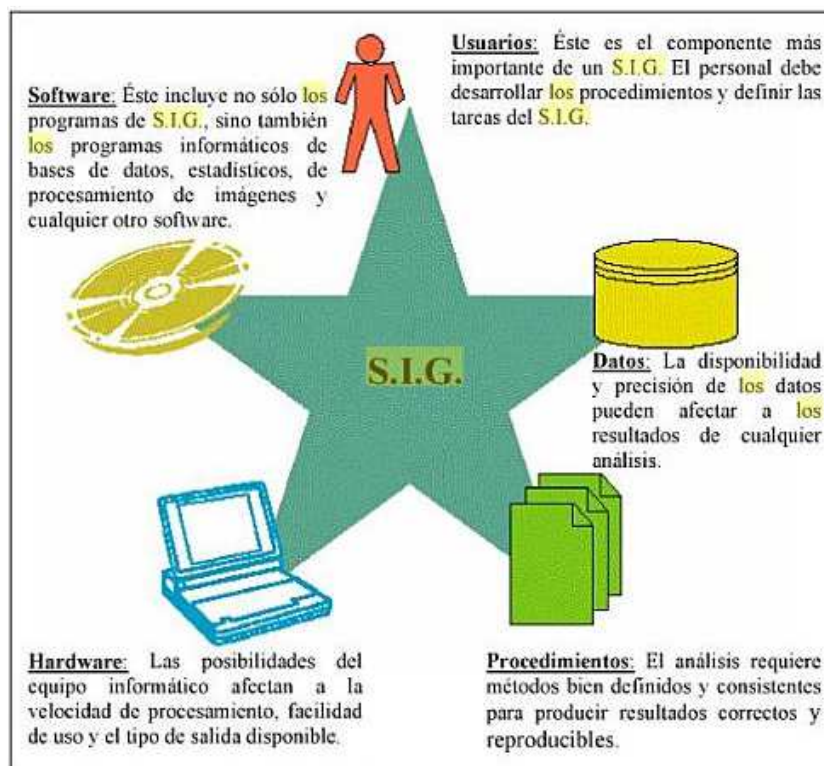 Usuarios: Éste es el componente más
importante de un S.I.G. El personal debe
desarrollar los procedimientos y definir las
tareas del S.I.G.
Software: Éste incluye no sólo los
programas de S.I.G., sino también
los programas informáticos de
bases de datos, estadísticos, de
procesamiento de imágenes y
cualquier otro software.
S.I.G.
Datos: La disponibilidad
y precisión de los datos
pueden afectar a los
resultados de cualquier
análisis.
Hardware: Las posibilidades del
equipo informático afectan a la
velocidad de procesamiento, facilidad
de uso y el tipo de salida disponible.
Procedimientos: El análisis requiere
métodos bien definidos y consistentes
para producir resultados correctos y
reproducibles.